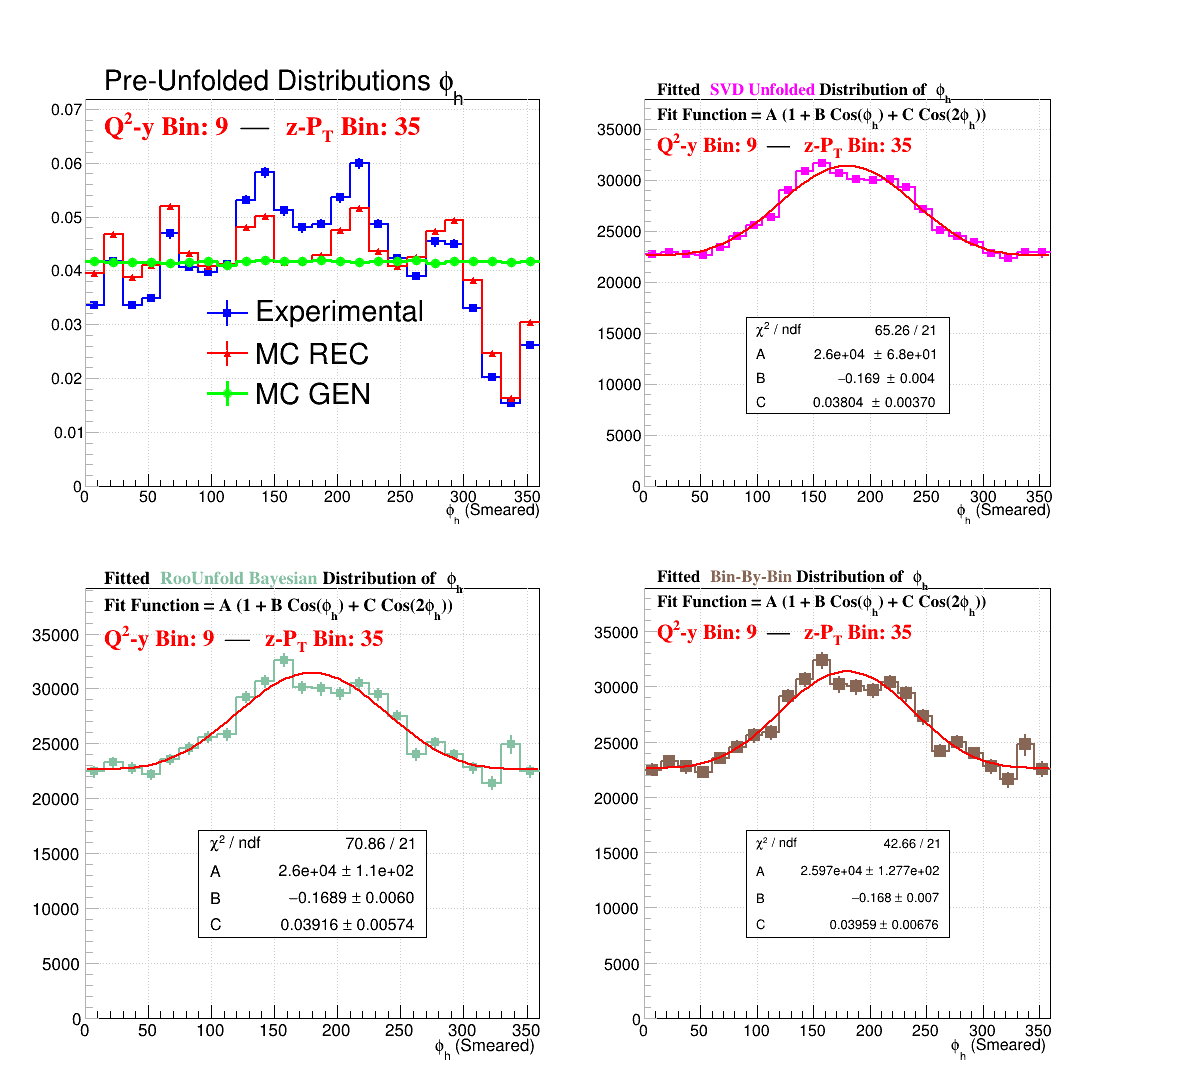 Pre-Unfolded Distributions ϕh
Q²-y Bin: 9 — z-PT Bin: 35
0.07
0.06
0.05
0.04
0.03
0.02
0.01
0
Experimental
MC REC
MC GEN
0 50 100 150 200 250 300 350
ϕh (Smeared)
Fitted SVD Unfolded Distribution of ϕh
Fit Function = A (1 + B Cos(ϕh) + C Cos(2ϕh))
Q²-y Bin: 9 — z-PT Bin: 35
35000
30000
25000
20000
15000
10000
5000
0
χ² / ndf 65.26 / 21
A 2.6e+04 ± 6.8e+01
B −0.169 ± 0.004
C 0.03804 ± 0.00370
0 50 100 150 200 250 300 350
ϕh (Smeared)
Fitted RooUnfold Bayesian Distribution of ϕh
Fit Function = A (1 + B Cos(ϕh) + C Cos(2ϕh))
Q²-y Bin: 9 — z-PT Bin: 35
35000
30000
25000
20000
15000
10000
5000
0
χ² / ndf 70.86 / 21
A 2.6e+04 ± 1.1e+02
B −0.1689 ± 0.0060
C 0.03916 ± 0.00574
0 50 100 150 200 250 300 350
ϕh (Smeared)
Fitted Bin-By-Bin Distribution of ϕh
Fit Function = A (1 + B Cos(ϕh) + C Cos(2ϕh))
Q²-y Bin: 9 — z-PT Bin: 35
35000
30000
25000
20000
15000
10000
5000
0
χ² / ndf 42.66 / 21
A 2.597e+04 ± 1.277e+02
B −0.168 ± 0.007
C 0.03959 ± 0.00676
0 50 100 150 200 250 300 350
ϕh (Smeared)